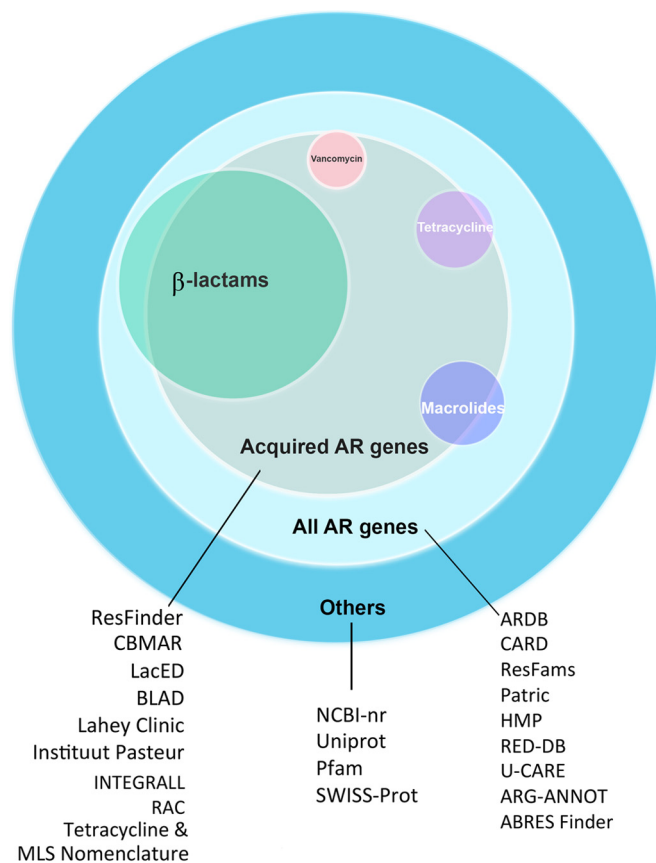 Vancomycin
Tetracycline
β-lactams
Macrolides
Acquired AR genes
All AR genes
Others
ResFinder
CBMAR
LacED
BLAD
Lahey Clinic
Instituut Pasteur
INTEGRALL
RAC
Tetracycline &
MLS Nomenclature
NCBI-nr
Uniprot
Pfam
SWISS-Prot
ARDB
CARD
ResFams
Patric
HMP
RED-DB
U-CARE
ARG-ANNOT
ABRES Finder